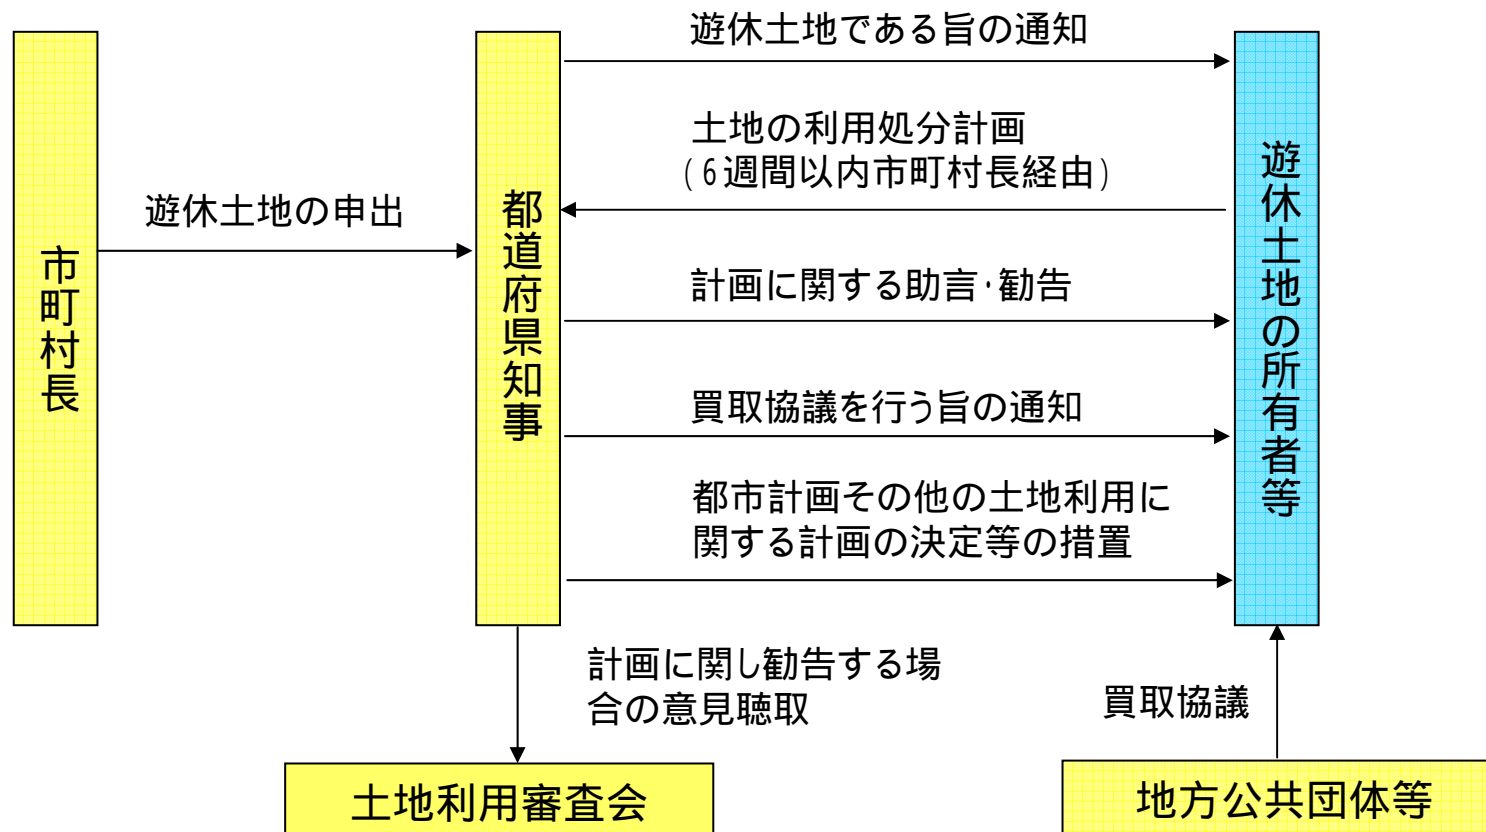 遊休土地である旨の通知
土地の利用処分計画
(6週間以内市町村長経由)
遊休土地の申出
市町村長
都道府県知事
遊休土地の所有者等
計画に関する助言・勧告
買取協議を行う旨の通知
都市計画その他の土地利用に
関する計画の決定等の措置
計画に関し勧告する場
合の意見聴取
買取協議
土地利用審査会
地方公共団体等